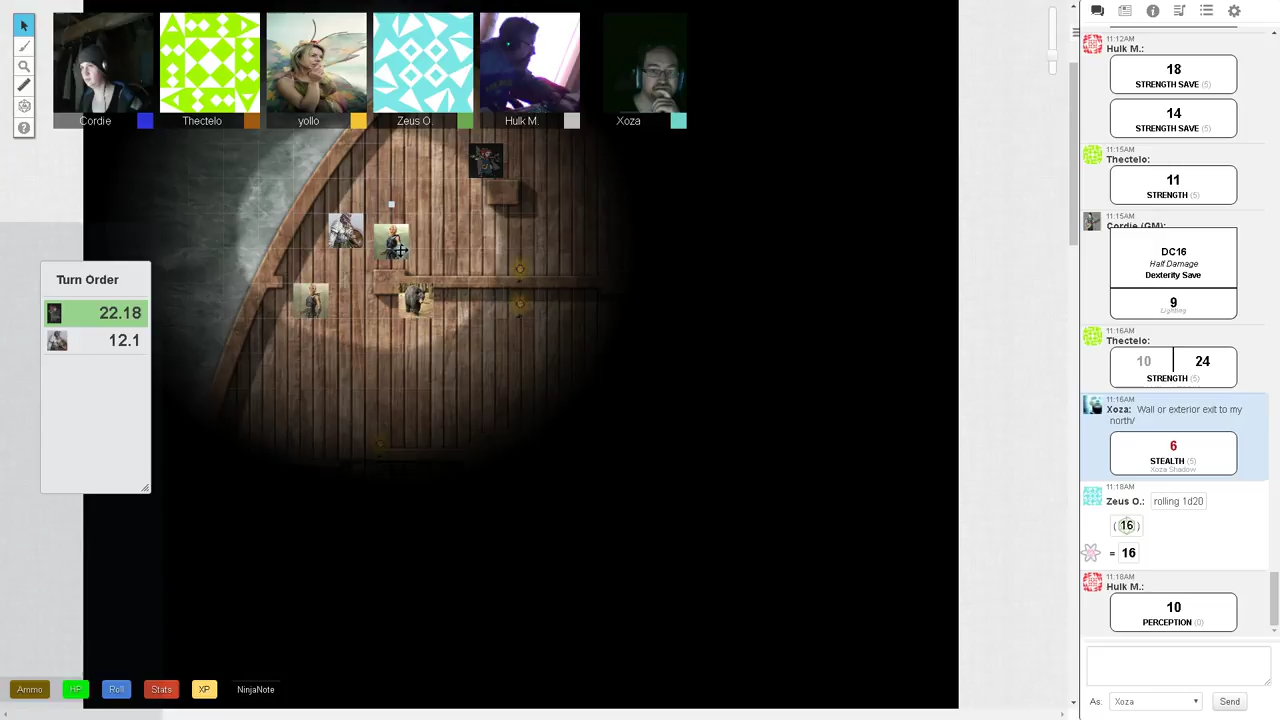 Cordie
Thectelo
yollo
Zeus O.
Hulk M.
Xoza
Turn Order
22.18
12.1
Ammo
HP
Roll
Stats
XP
NinjaNote
11:12AM
Hulk M.:
18
STRENGTH SAVE (5)
14
STRENGTH SAVE (5)
11:15AM
Thectelo:
11
STRENGTH (5)
11:15AM
Cordie (GM):
DC16
Half Damage
Dexterity Save
9
Lighting
11:16AM
Thectelo:
10 24
STRENGTH (5)
11:16AM
Xoza: Wall or exterior exit to my
north/
6
STEALTH (5)
Xoza Shadow
11:18AM
Zeus O.: rolling 1d20
(16)
= 16
11:18AM
Hulk M.:
10
PERCEPTION (0)
As: Xoza Send